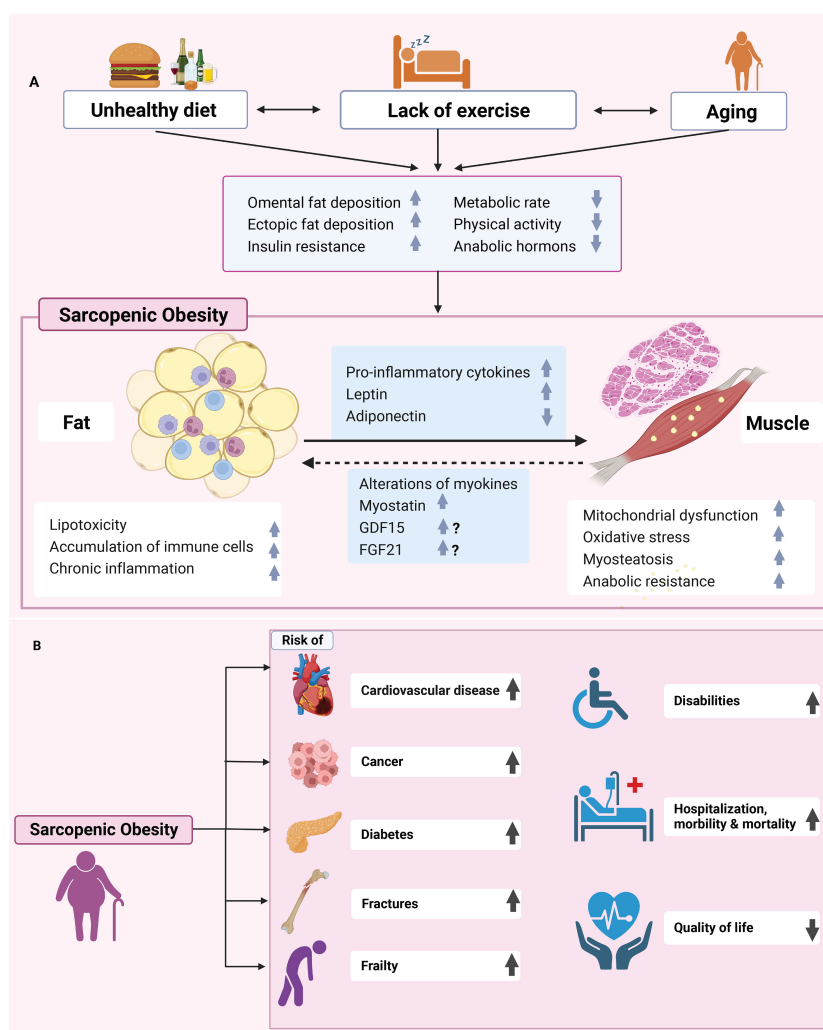 A
zzz
Unhealthy diet
Lack of exercise
Aging
Omental fat deposition
Ectopic fat deposition
Insulin resistance
Metabolic rate
Physical activity
Anabolic hormons
Sarcopenic Obesity
Fat
Pro-inflammatory cytokines
Leptin
Adiponectin
Muscle
Alterations of myokines
Myostatin
GDF15 ?
FGF21 ?
Lipotoxicity
Accumulation of immune cells
Chronic inflammation
Mitochondrial dysfunction
Oxidative stress
Myosteatosis
Anabolic resistance
B
Sarcopenic Obesity
Risk of
Cardiovascular disease
Cancer
Diabetes
Fractures
Frailty
Disabilities
Hospitalization,
morbility & mortality
Quality of life